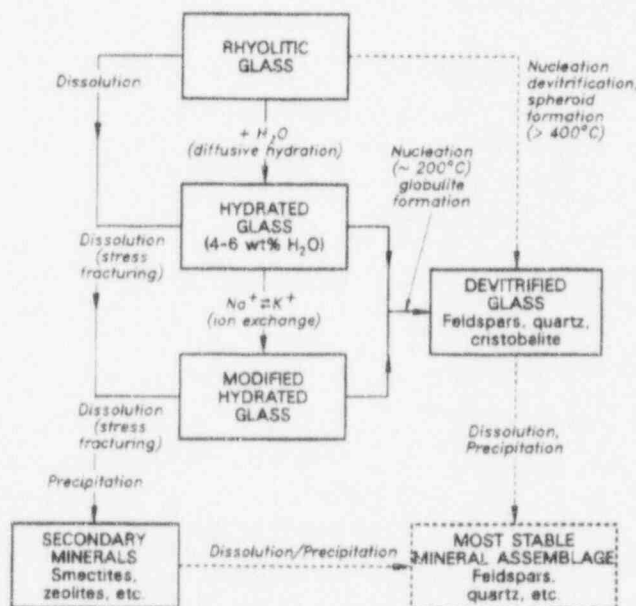 RHYOLITIC
GLASS
Dissolution
Nucleation
devitrification,
spheroid
formation
(> 400°C)
+ H₂O
(diffusive hydration)
Nucleation
(~ 200°C)
globulite
formation
HYDRATED
GLASS
(4-6 wt% H₂O)
Dissolution
(stress
fracturing)
Na⁺⇌K⁺
(ion exchange)
DEVITRIFIED
GLASS
Feldspars, quartz,
cristobalite
MODIFIED
HYDRATED
GLASS
Dissolution
(stress
fracturing)
Dissolution,
Precipitation
Precipitation
SECONDARY
MINERALS
Smectites,
zeolites, etc.
Dissolution/Precipitation
MOST STABLE
MINERAL ASSEMBLAGE
Feldspars,
quartz, etc.